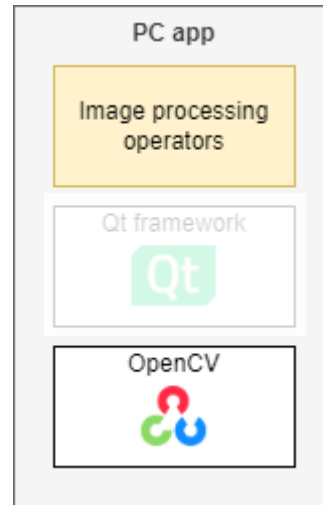 PC app
Image processing
operators
Qt framework
Qt
OpenCV